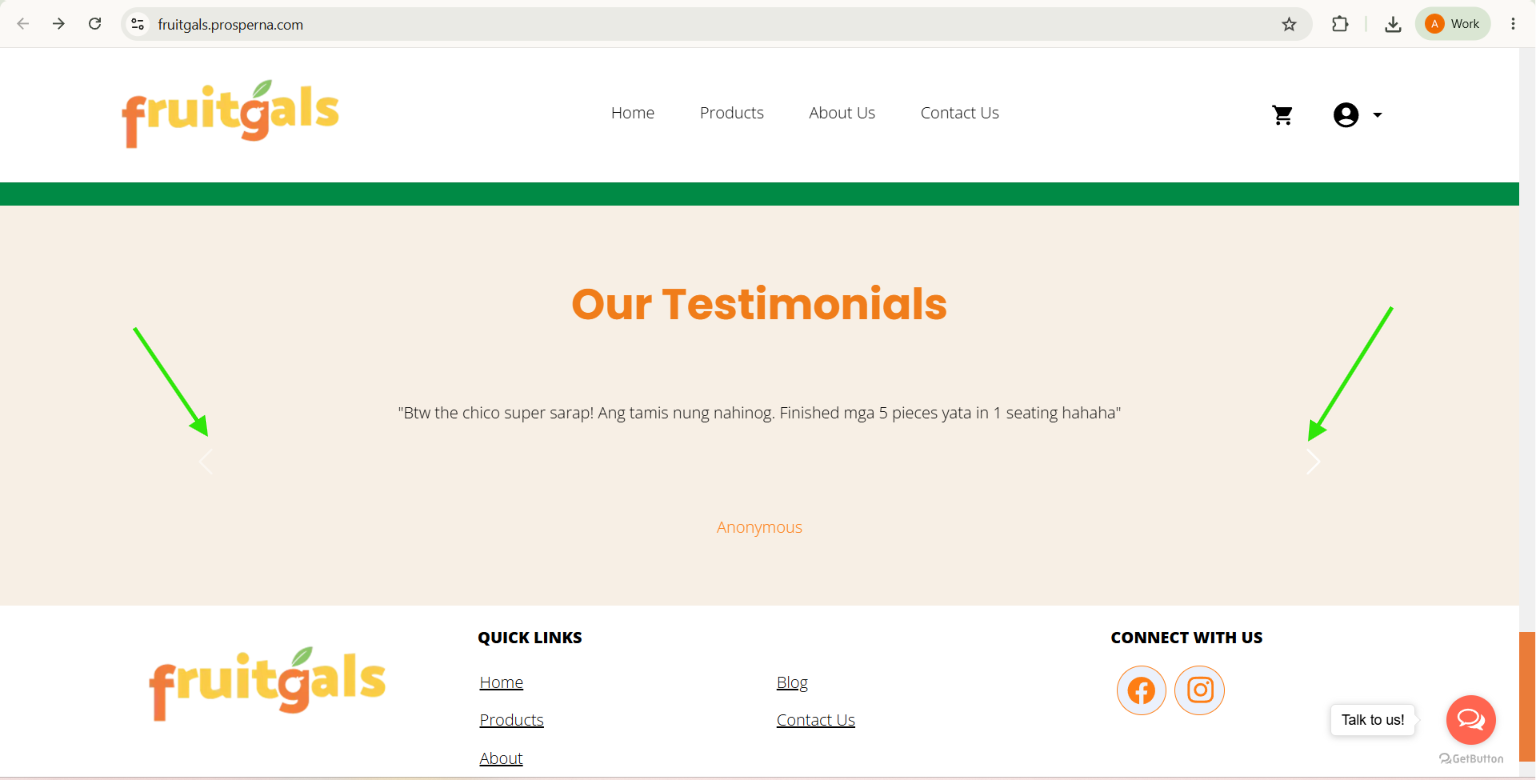 fruitgals.prosperna.com
A Work
fruitgals
Home Products About Us Contact Us
Our Testimonials
"Btw the chico super sarap! Ang tamis nung nahinog. Finished mga 5 pieces yata in 1 seating hahaha"
Anonymous
fruitgals
QUICK LINKS
Home
Products
About
Blog
Contact Us
CONNECT WITH US
Talk to us!
GetButton